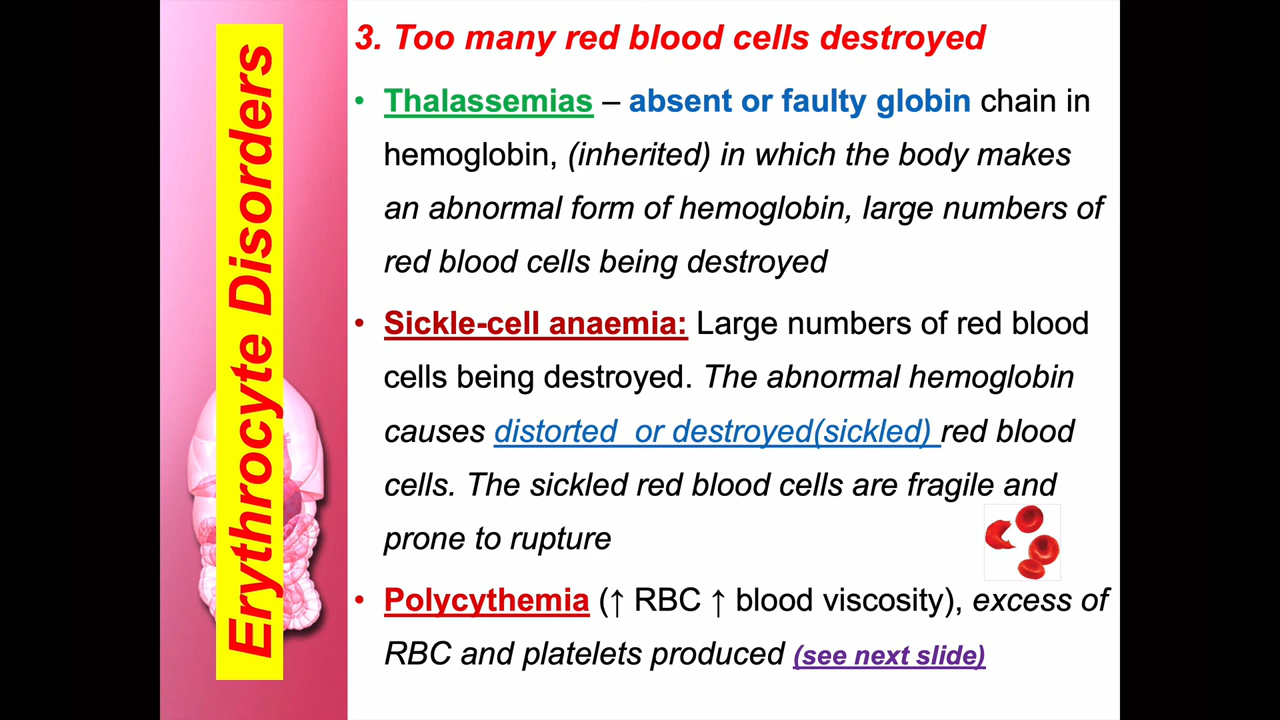 Erythrocyte Disorders
3. Too many red blood cells destroyed
• Thalassemias – absent or faulty globin chain in
hemoglobin, (inherited) in which the body makes
an abnormal form of hemoglobin, large numbers of
red blood cells being destroyed
• Sickle-cell anaemia: Large numbers of red blood
cells being destroyed. The abnormal hemoglobin
causes distorted or destroyed(sickled) red blood
cells. The sickled red blood cells are fragile and
prone to rupture
• Polycythemia (↑ RBC ↑ blood viscosity), excess of
RBC and platelets produced (see next slide)